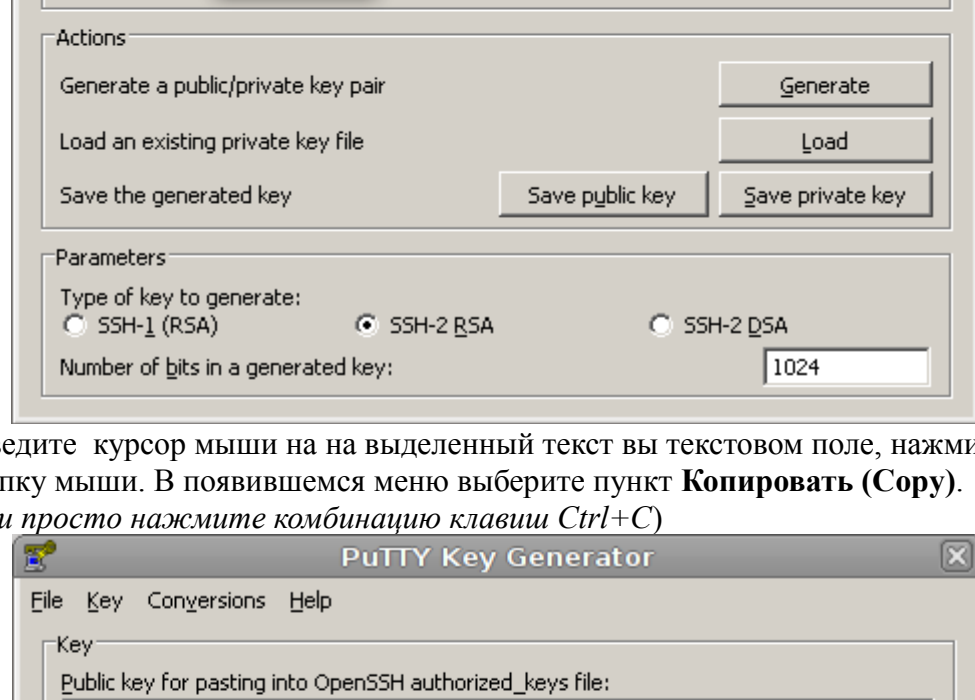 Actions
Generate a public/private key pair Generate
Load an existing private key file Load
Save the generated key Save public key Save private key
Parameters
Type of key to generate:
SSH-1 (RSA) SSH-2 RSA SSH-2 DSA
Number of bits in a generated key: 1024
курсор мыши на на выделенный текст вы текстовом поле,
мыши. В появившемся меню выберите пункт Копировать (Copy).
просто нажмите комбинацию клавиш Ctrl+C)
PuTTY Key Generator
File Key Conversions Help
Key
Public key for pasting into OpenSSH authorized_keys file: